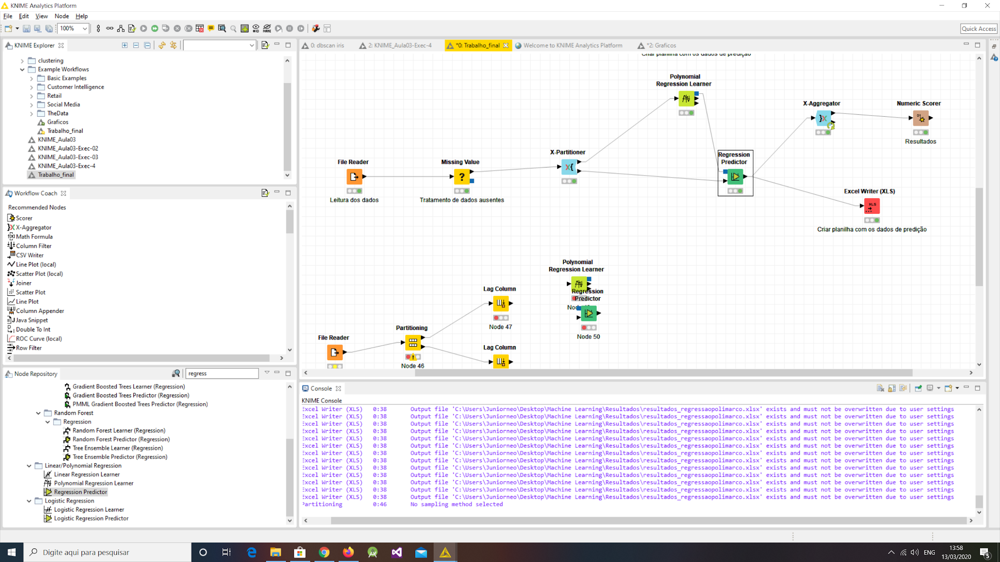 KNIME Analytics Platform
File Edit View Node Help
100%
Quick Access
KNIME Explorer
clustering
Example Workflows
Basic Examples
Customer Intelligence
Retail
Social Media
TheData
Graficos
Trabalho_final
KNIME_Aula03
KNIME_Aula03-Exec-02
KNIME_Aula03-Exec-03
KNIME_Aula03-Exec-4
Trabalho_final
Workflow Coach
Recommended Nodes
Scorer
X-Aggregator
Math Formula
Column Filter
CSV Writer
Line Plot (local)
Scatter Plot (local)
Joiner
Scatter Plot
Line Plot
Column Appender
Java Snippet
Double To Int
ROC Curve (local)
Row Filter
Node Repository
regress
Gradient Boosted Trees Learner (Regression)
Gradient Boosted Trees Predictor (Regression)
PMML Gradient Boosted Trees Predictor (Regression)
Random Forest
Regression
Random Forest Learner (Regression)
Random Forest Predictor (Regression)
Tree Ensemble Learner (Regression)
Tree Ensemble Predictor (Regression)
Linear/Polynomial Regression
Linear Regression Learner
Polynomial Regression Learner
Regression Predictor
Logistic Regression
Logistic Regression Learner
Logistic Regression Predictor
0: dbscan iris
2: KNIME_Aula03-Exec-4
*0: Trabalho_final
Welcome to KNIME Analytics Platform
*2: Graficos
Criar planilha com os dados de predição
Polynomial
Regression Learner
X-Aggregator
Numeric Scorer
Resultados
X-Partitioner
Regression
Predictor
File Reader
Leitura dos dados
Missing Value
Tratamento de dados ausentes
Excel Writer (XLS)
XLS
Criar planilha com os dados de predição
Polynomial
Regression Learner
Regression
Predictor
Node 50
Lag Column
Node 47
Partitioning
Node 46
File Reader
Lag Column
Console
KNIME Console
Excel Writer (XLS) 0:38 Output file 'C:\Users\Juniorneo\Desktop\Machine Learning\Resultados\resultados_regressaopolimarco.xlsx' exists and must not be overwritten due to user settings
Excel Writer (XLS) 0:38 Output file 'C:\Users\Juniorneo\Desktop\Machine Learning\Resultados\resultados_regressaopolimarco.xlsx' exists and must not be overwritten due to user settings
Excel Writer (XLS) 0:38 Output file 'C:\Users\Juniorneo\Desktop\Machine Learning\Resultados\resultados_regressaopolimarco.xlsx' exists and must not be overwritten due to user settings
Excel Writer (XLS) 0:38 Output file 'C:\Users\Juniorneo\Desktop\Machine Learning\Resultados\resultados_regressaopolimarco.xlsx' exists and must not be overwritten due to user settings
Excel Writer (XLS) 0:38 Output file 'C:\Users\Juniorneo\Desktop\Machine Learning\Resultados\resultados_regressaopolimarco.xlsx' exists and must not be overwritten due to user settings
Excel Writer (XLS) 0:38 Output file 'C:\Users\Juniorneo\Desktop\Machine Learning\Resultados\resultados_regressaopolimarco.xlsx' exists and must not be overwritten due to user settings
Excel Writer (XLS) 0:38 Output file 'C:\Users\Juniorneo\Desktop\Machine Learning\Resultados\resultados_regressaopolimarco.xlsx' exists and must not be overwritten due to user settings
Excel Writer (XLS) 0:38 Output file 'C:\Users\Juniorneo\Desktop\Machine Learning\Resultados\resultados_regressaopolimarco.xlsx' exists and must not be overwritten due to user settings
Excel Writer (XLS) 0:38 Output file 'C:\Users\Juniorneo\Desktop\Machine Learning\Resultados\resultados_regressaopolimarco.xlsx' exists and must not be overwritten due to user settings
Excel Writer (XLS) 0:38 Output file 'C:\Users\Juniorneo\Desktop\Machine Learning\Resultados\resultados_regressaopolimarco.xlsx' exists and must not be overwritten due to user settings
Excel Writer (XLS) 0:38 Output file 'C:\Users\Juniorneo\Desktop\Machine Learning\Resultados\resultados_regressaopolimarco.xlsx' exists and must not be overwritten due to user settings
Excel Writer (XLS) 0:38 Output file 'C:\Users\Juniorneo\Desktop\Machine Learning\Resultados\resultados_regressaopolimarco.xlsx' exists and must not be overwritten due to user settings
Excel Writer (XLS) 0:38 Output file 'C:\Users\Juniorneo\Desktop\Machine Learning\Resultados\resultados_regressaopolimarco.xlsx' exists and must not be overwritten due to user settings
Partitioning 0:46 No sampling method selected
Digite aqui para pesquisar
ENG
13:58
13/03/2020
5